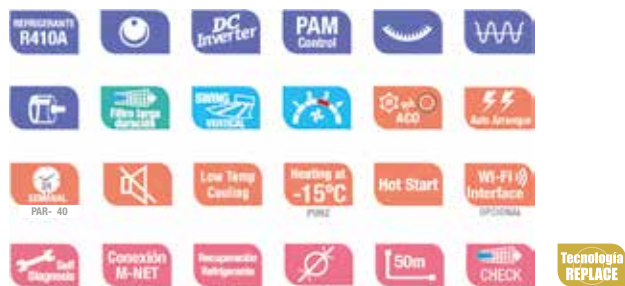 REFRIGERANTE
R410A
DC
Inverter
PAM
Control
Filtro larga
duración
SWING
VERTICAL
ACO
Auto Arranque
SEMANAL
PAR- 40
Low Temp
Cooling
Heating at
-15ºC
PUHZ
Hot Start
WI-FI
Interface
OPCIONAL
Self
Diagnosis
Conexión
M-NET
Recuperación
Refrigerante
50m
CHECK
Tecnología
REPLACE